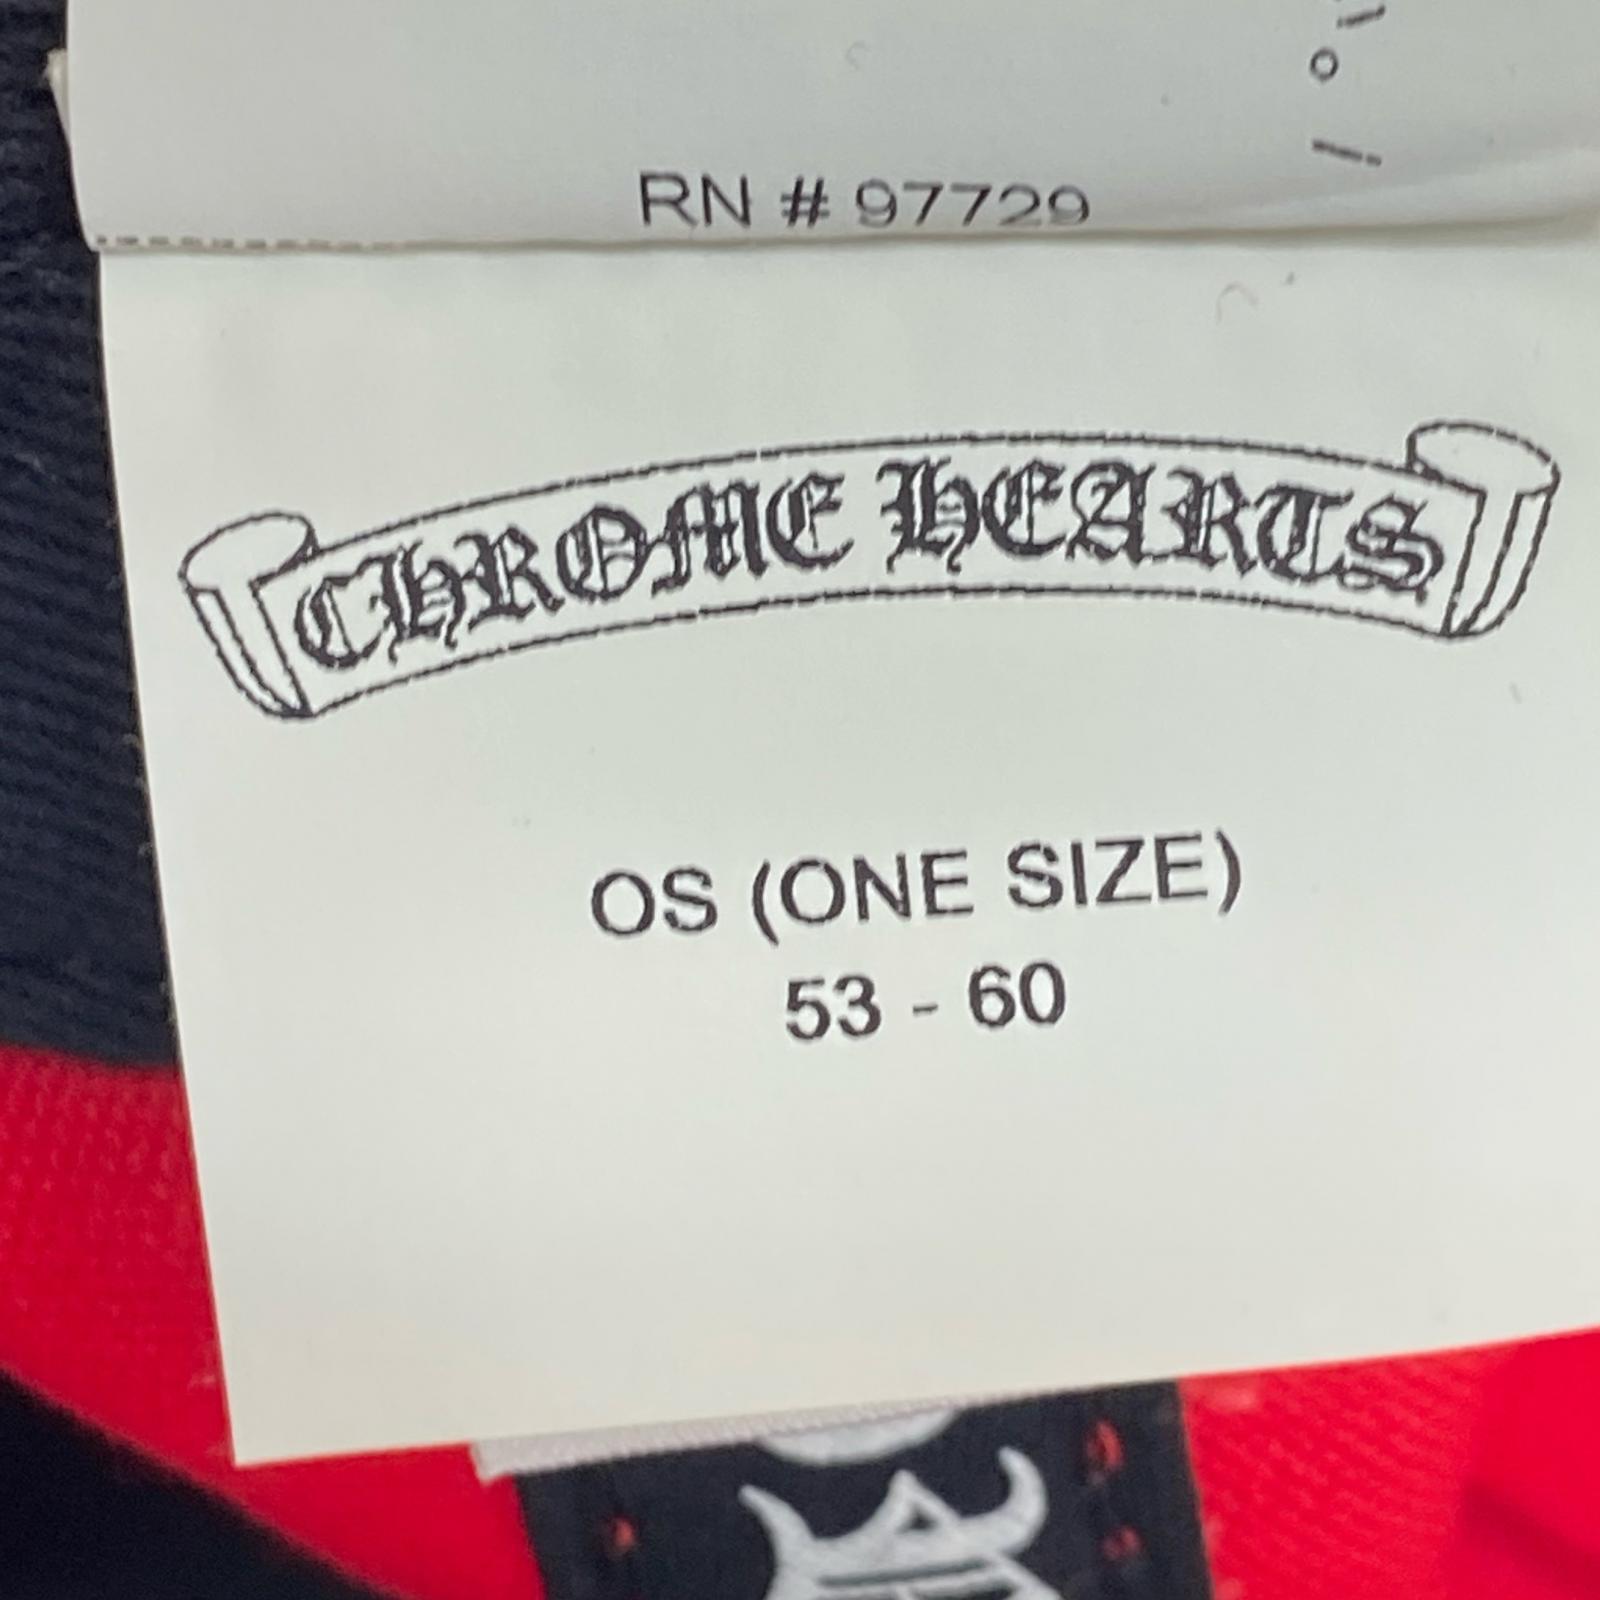 RN # 97729
CHROME HEARTS
OS (ONE SIZE)
53 - 60